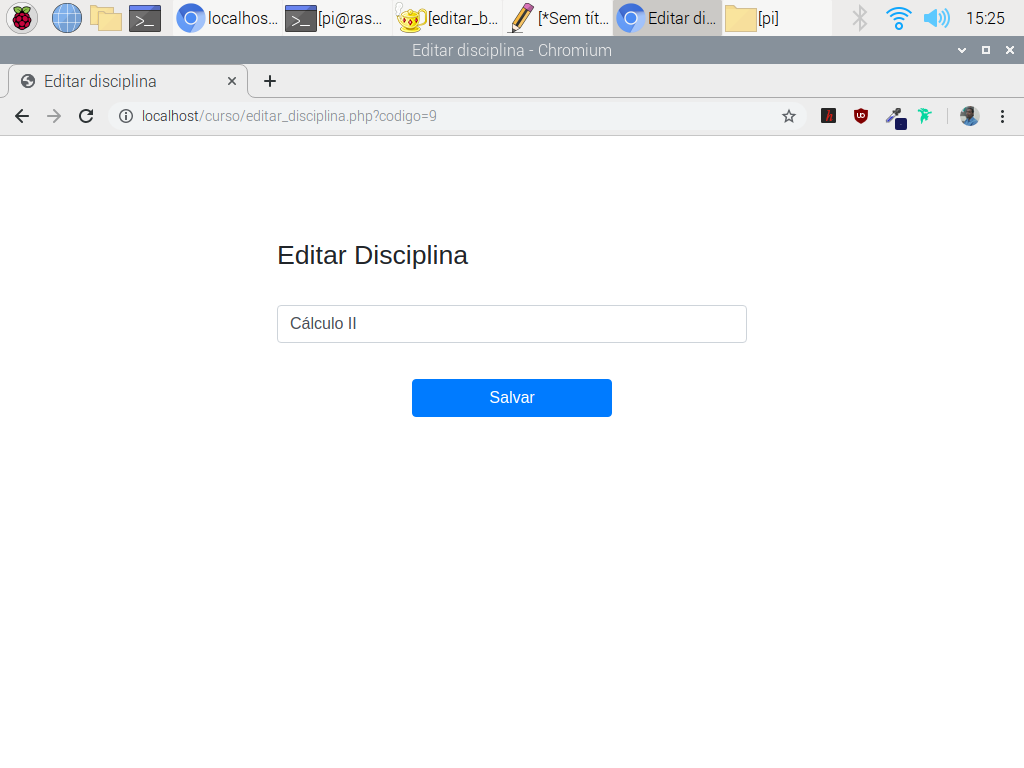 localhos... [pi@ras... [editar_b... [*Sem tít... Editar di... [pi] 15:25
Editar disciplina - Chromium
Editar disciplina
localhost/curso/editar_disciplina.php?codigo=9
Editar Disciplina
Cálculo II
Salvar